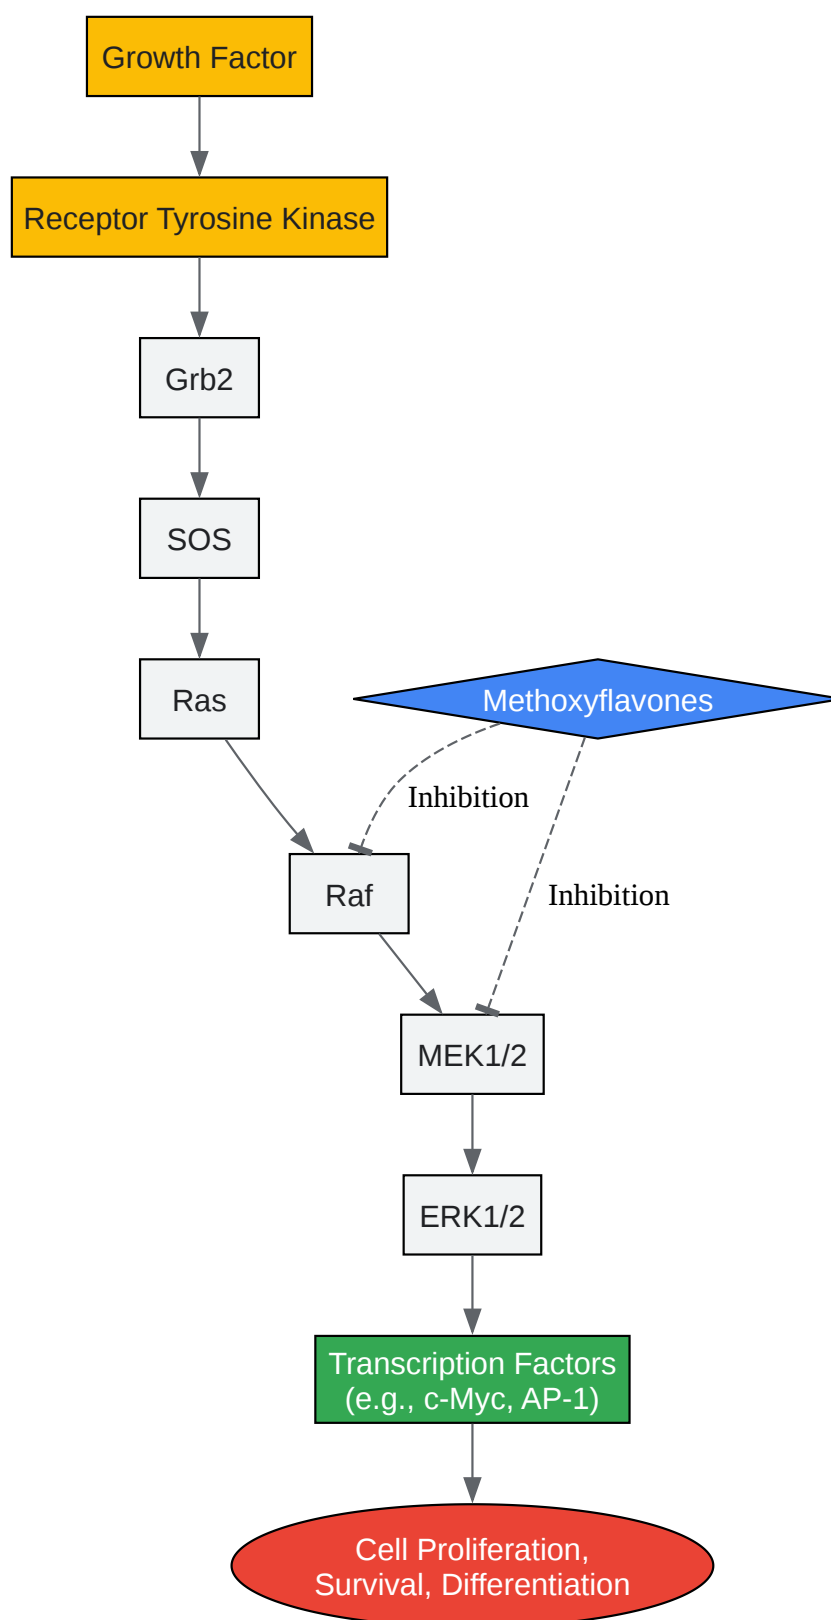 Growth Factor
Receptor Tyrosine Kinase
Grb2
SOS
Ras
Methoxyflavones
Inhibition
Raf
Inhibition
MEK1/2
ERK1/2
Transcription Factors
(e.g., c-Myc, AP-1)
Cell Proliferation,
Survival, Differentiation